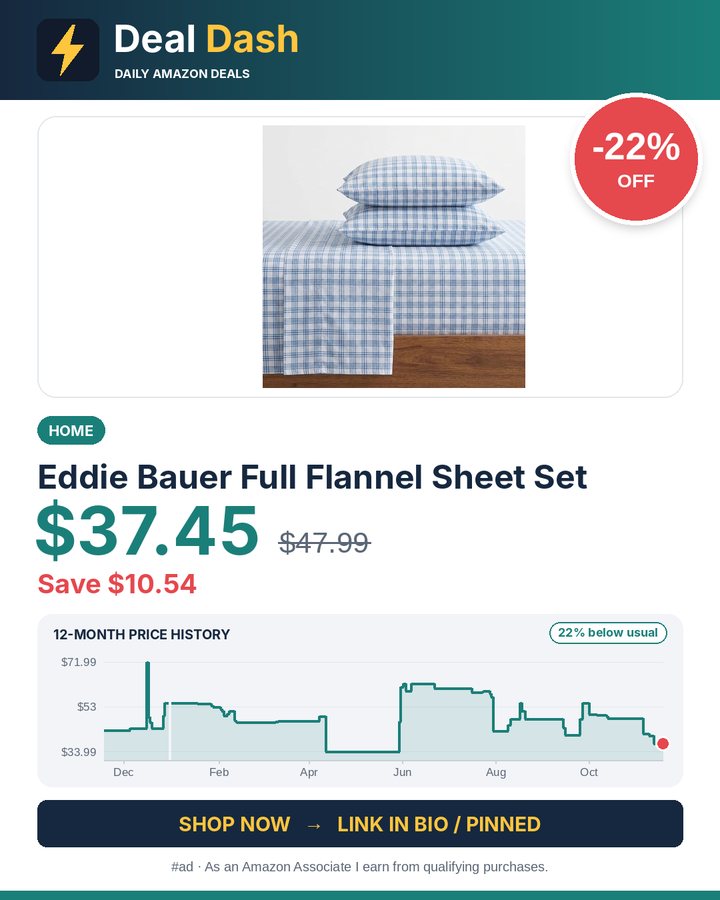 Deal Dash
DAILY AMAZON DEALS
-22%
OFF
HOME
Eddie Bauer Full Flannel Sheet Set
$37.45 $47.99
Save $10.54
12-MONTH PRICE HISTORY
22% below usual
$71.99
$53
$33.99
Dec Feb Apr Jun Aug Oct
SHOP NOW → LINK IN BIO / PINNED
#ad · As an Amazon Associate I earn from qualifying purchases.